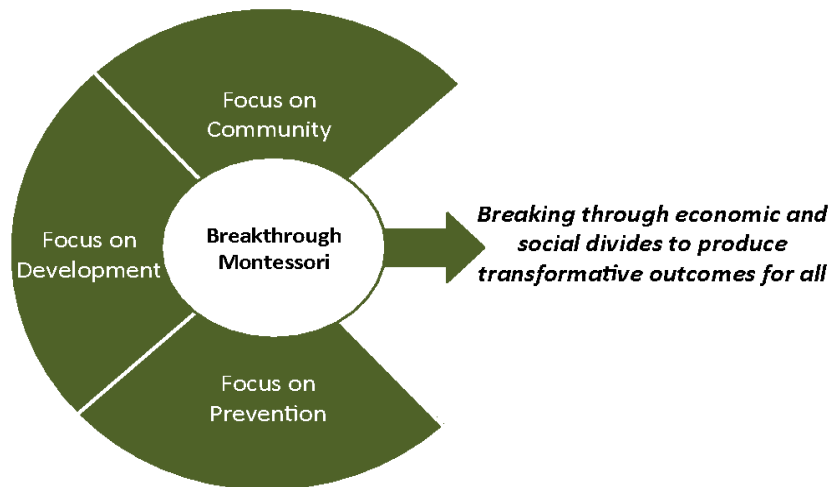 Focus on
Community
Focus on
Development
Breakthrough
Montessori
Focus on
Prevention
Breaking through economic and
social divides to produce
transformative outcomes for all